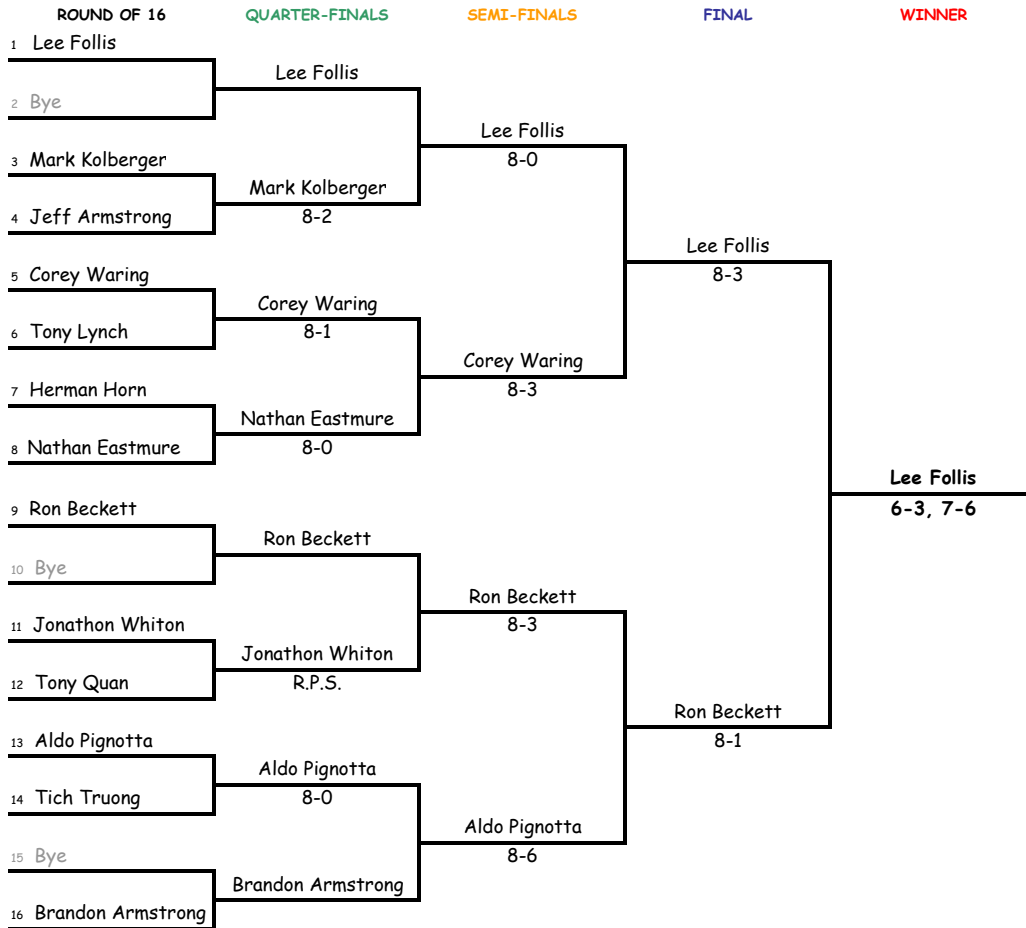 ROUND OF 16 QUARTER-FINALS SEMI-FINALS FINAL WINNER
1 Lee Follis
Lee Follis
2 Bye
Lee Follis
8-0
3 Mark Kolberger
Mark Kolberger
8-2
4 Jeff Armstrong
Lee Follis
8-3
5 Corey Waring
Corey Waring
8-1
6 Tony Lynch
Corey Waring
8-3
7 Herman Horn
Nathan Eastmure
8-0
8 Nathan Eastmure
Lee Follis
6-3, 7-6
9 Ron Beckett
Ron Beckett
10 Bye
Ron Beckett
8-3
11 Jonathon Whiton
Jonathon Whiton
R.P.S.
12 Tony Quan
Ron Beckett
8-1
13 Aldo Pignotta
Aldo Pignotta
8-0
14 Tich Truong
Aldo Pignotta
8-6
15 Bye
Brandon Armstrong
16 Brandon Armstrong